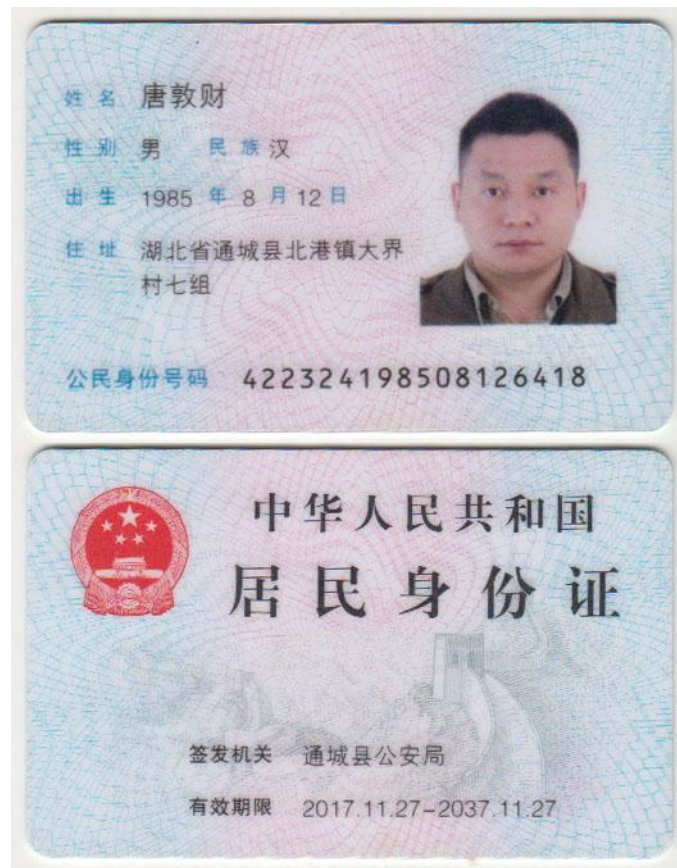 姓名 唐敦财
性别 男 民族 汉
出生 1985 年 8 月 12 日
住址 湖北省通城县北港镇大界
村七组
公民身份号码 422324198508126418
中华人民共和国
居民身份证
签发机关 通城县公安局
有效期限 2017.11.27-2037.11.27